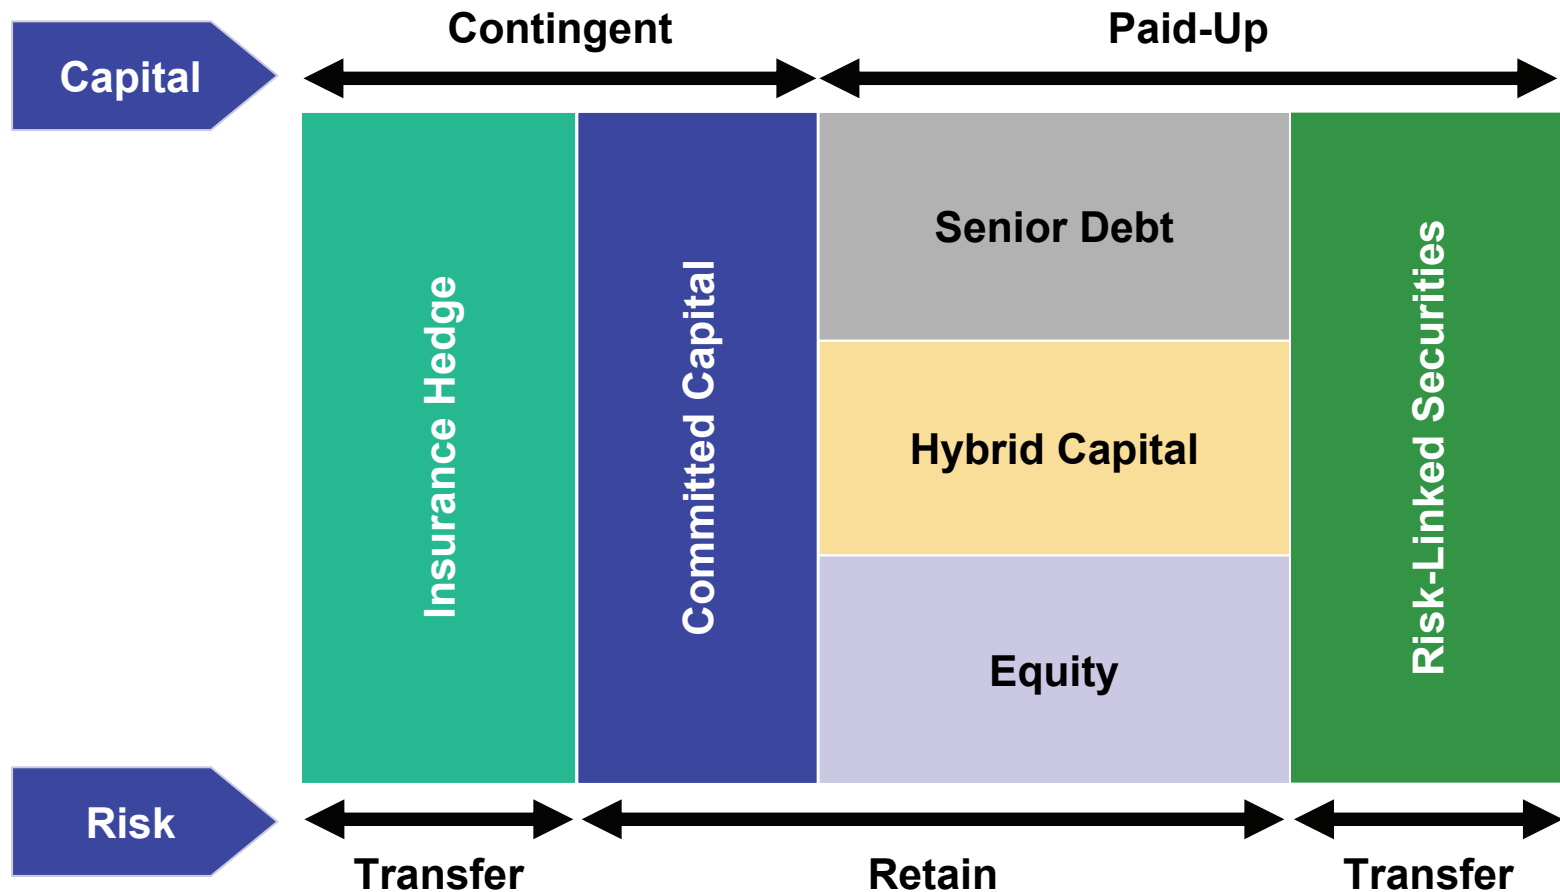 Contingent
Paid-Up
Capital
Insurance Hedge
Committed Capital
Senior Debt
Hybrid Capital
Equity
Risk-Linked Securities
Risk
Transfer
Retain
Transfer